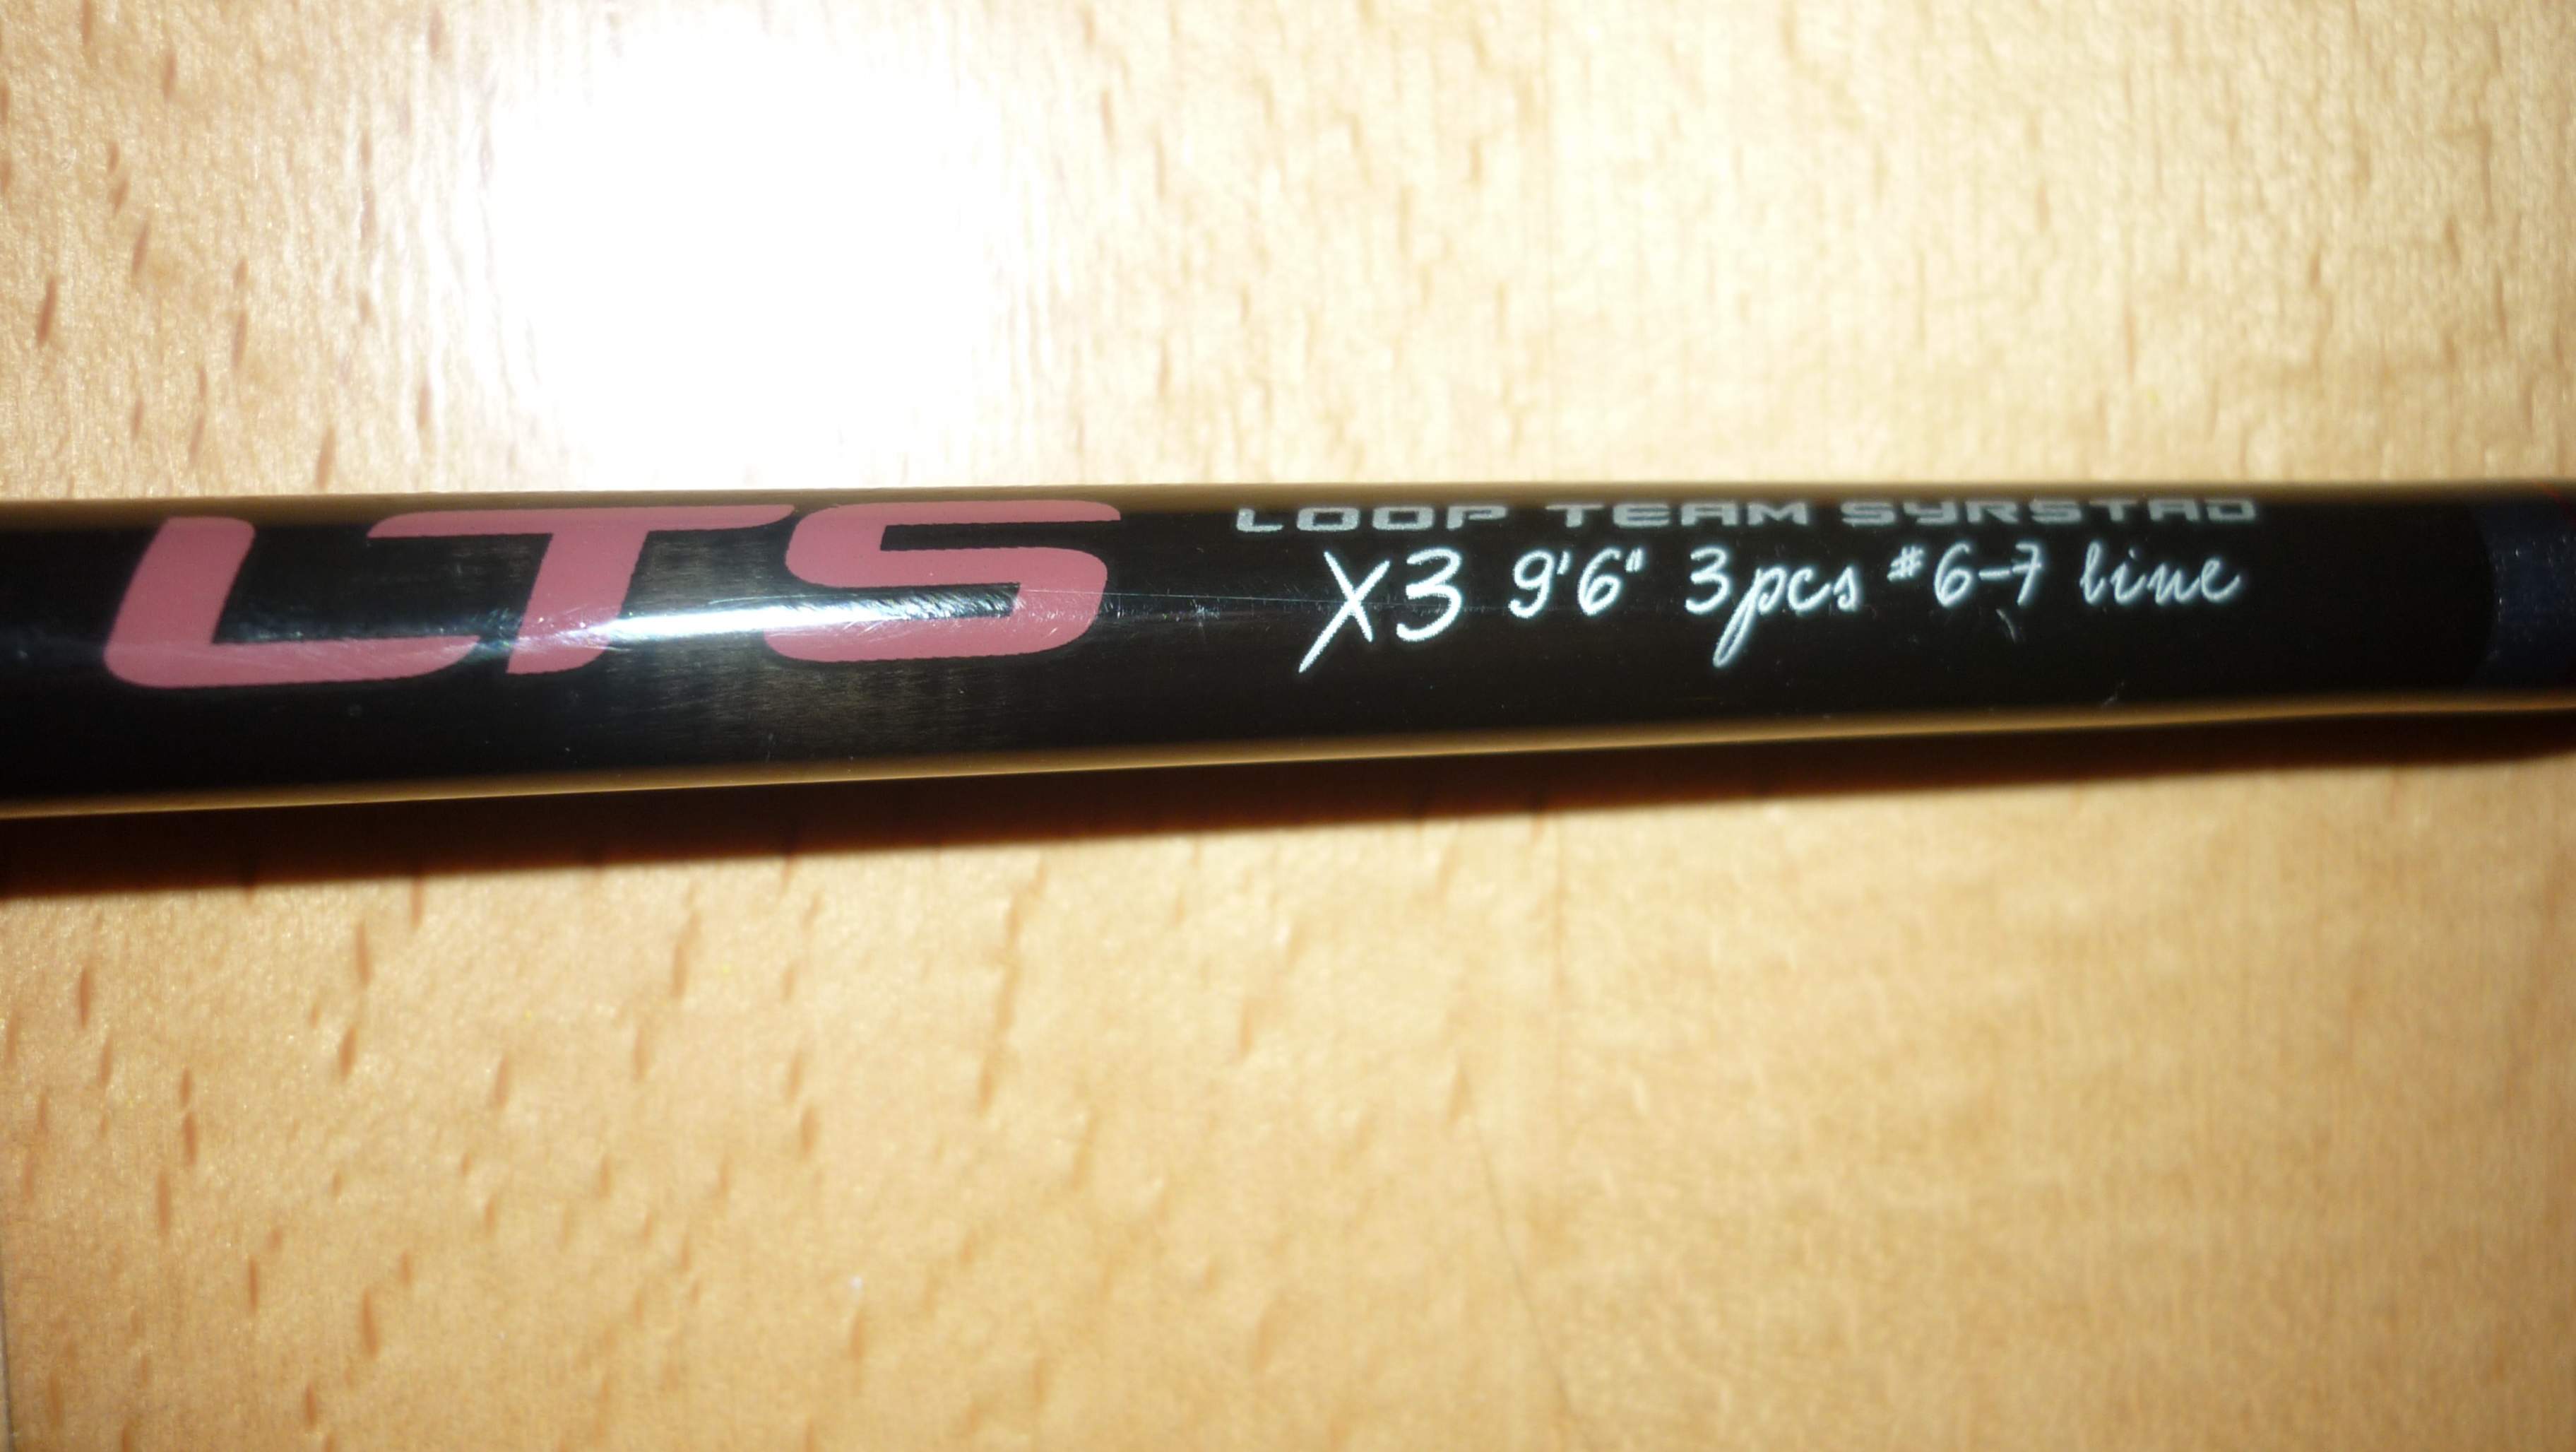 LTS
LOOP TEAM SYRSTAD
X3 9'6" 3pcs #6-7 line